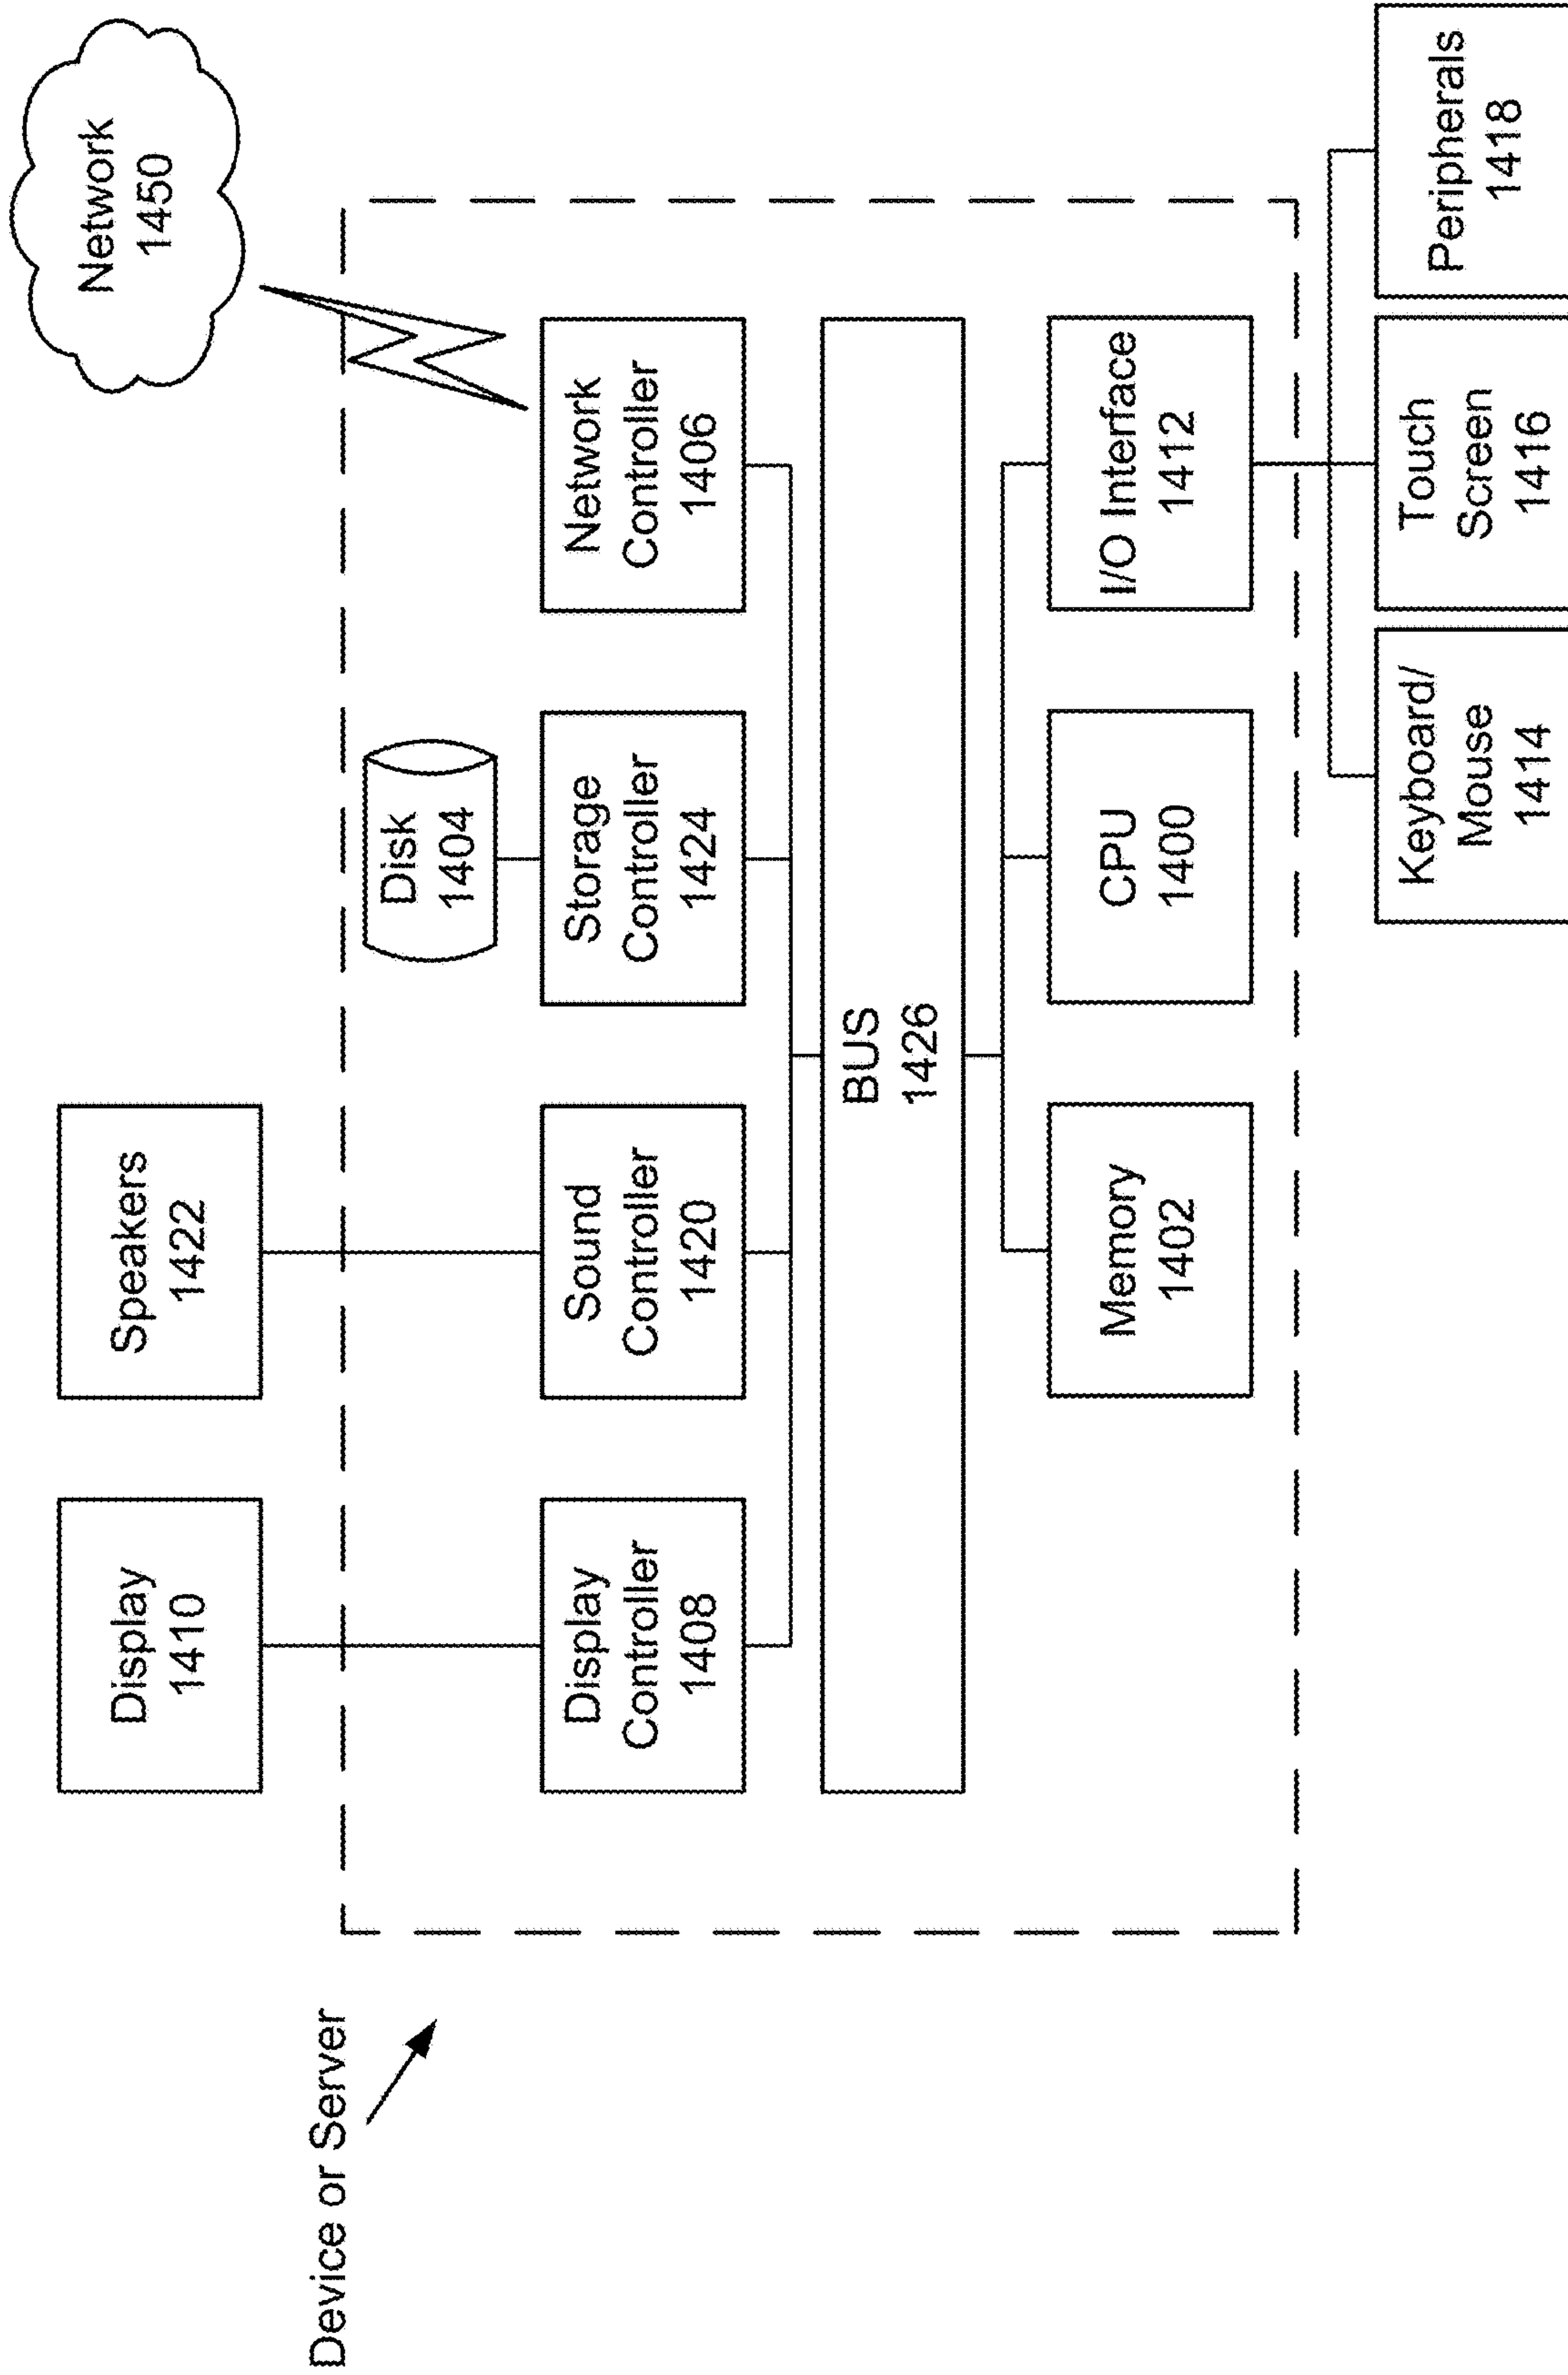 Device or Server
Network
1450
Display
1410
Speakers
1422
Disk
1404
Display
Controller
1408
Sound
Controller
1420
Storage
Controller
1424
Network
Controller
1406
BUS
1426
Memory
1402
CPU
1400
I/O Interface
1412
Keyboard/
Mouse
1414
Touch
Screen
1416
Peripherals
1418